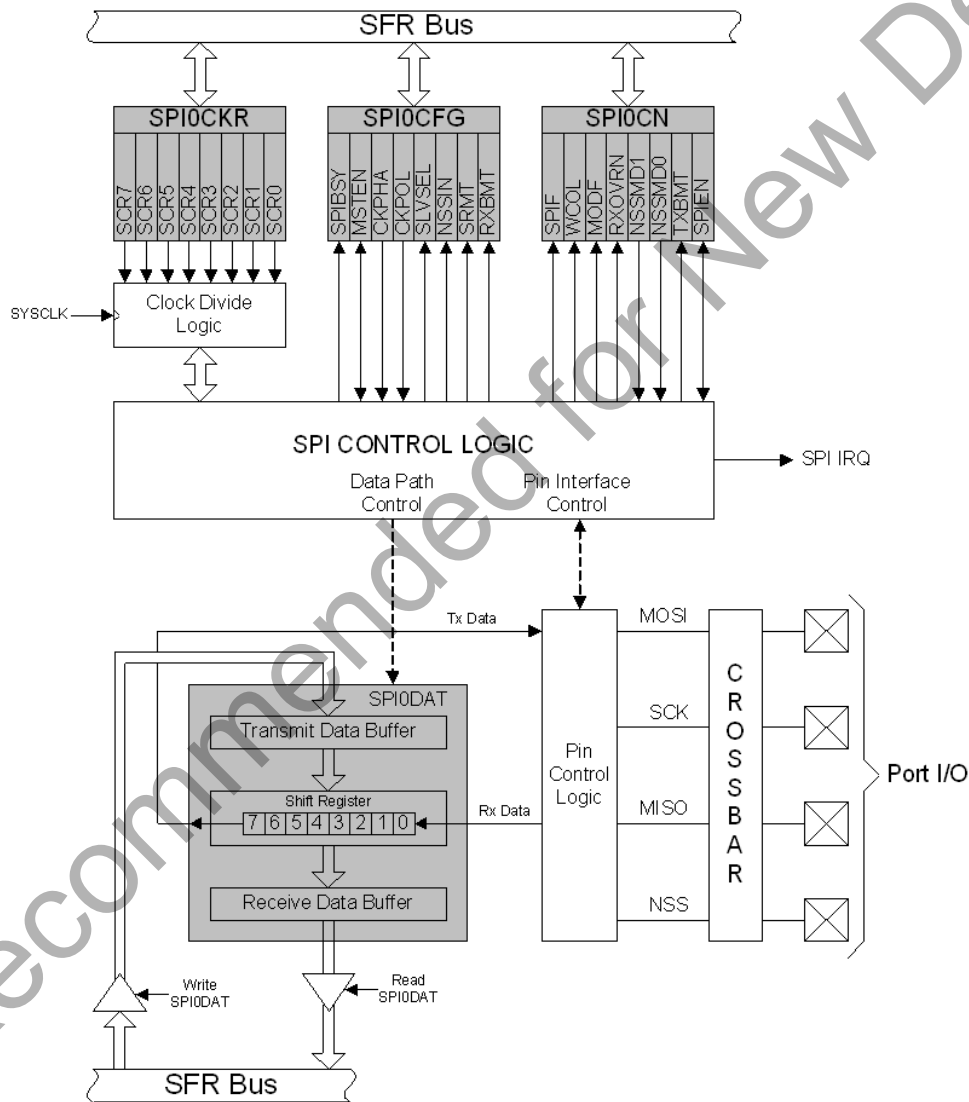 SFR Bus
SPI0CKR
SCR7
SCR6
SCR5
SCR4
SCR3
SCR2
SCR1
SCR0
SPI0CFG
SPIBSY
MSTEN
CKPHA
CKPOL
SLVSEL
NSSIN
SRMT
RXBMT
SPI0CN
SPIF
WCOL
MODF
RXOVRN
NSSMD1
NSSMD0
TXBMT
SPIEN
SYSCLK
Clock Divide
Logic
SPI CONTROL LOGIC
Data Path
Control
Pin Interface
Control
SPI IRQ
Tx Data
SPI0DAT
Transmit Data Buffer
Shift Register
7 6 5 4 3 2 1 0
Rx Data
Receive Data Buffer
Pin
Control
Logic
MOSI
SCK
MISO
NSS
CROSSBAR
Port I/O
Write
SPI0DAT
Read
SPI0DAT
SFR Bus
ecommended for New De